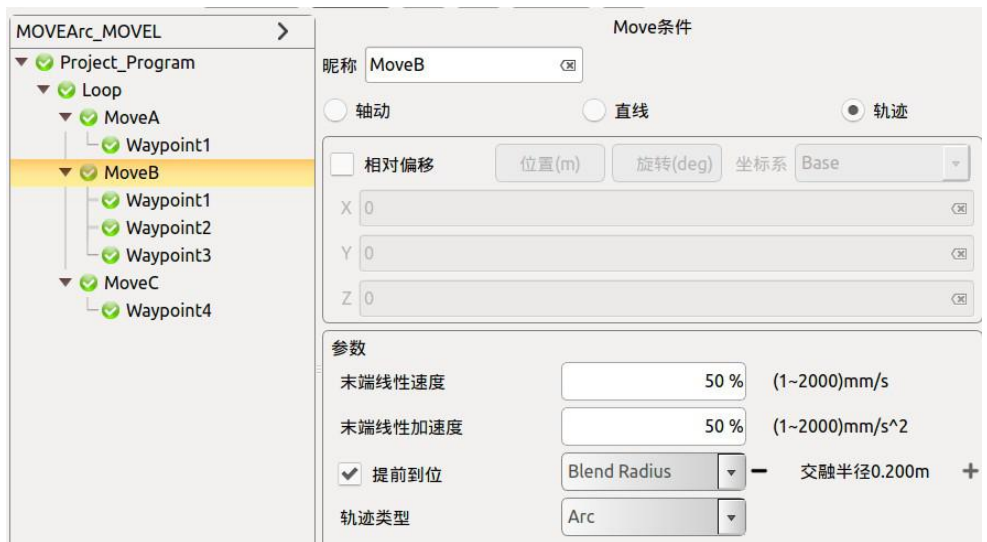 MOVEArc_MOVEL
Project_Program
Loop
MoveA
Waypoint1
MoveB
Waypoint1
Waypoint2
Waypoint3
MoveC
Waypoint4
Move条件
昵称 MoveB
轴动 直线 轨迹
相对偏移 位置(m) 旋转(deg) 坐标系 Base
X 0
Y 0
Z 0
参数
末端线性速度 50 % (1~2000)mm/s
末端线性加速度 50 % (1~2000)mm/s^2
提前到位 Blend Radius 交融半径0.200m
轨迹类型 Arc